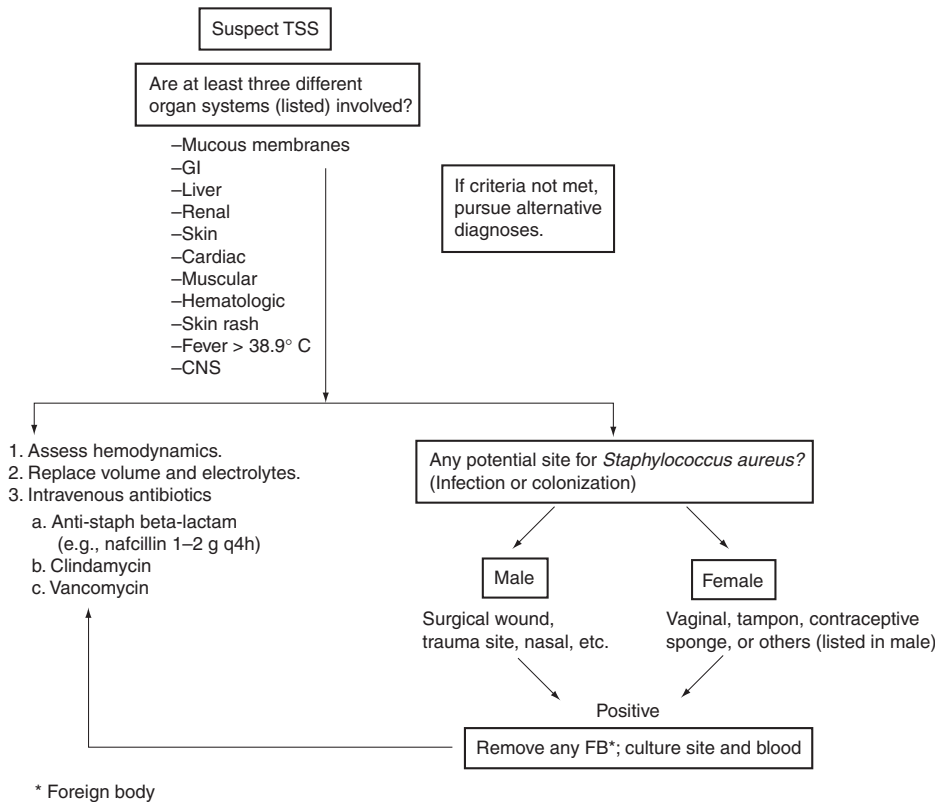 Suspect TSS
Are at least three different
organ systems (listed) involved?
–Mucous membranes
–GI
–Liver
–Renal
–Skin
–Cardiac
–Muscular
–Hematologic
–Skin rash
–Fever > 38.9° C
–CNS
If criteria not met,
pursue alternative
diagnoses.
1. Assess hemodynamics.
2. Replace volume and electrolytes.
3. Intravenous antibiotics
a. Anti-staph beta-lactam
(e.g., nafcillin 1–2 g q4h)
b. Clindamycin
c. Vancomycin
Any potential site for Staphylococcus aureus?
(Infection or colonization)
Male
Surgical wound,
trauma site, nasal, etc.
Female
Vaginal, tampon, contraceptive
sponge, or others (listed in male)
Positive
Remove any FB*; culture site and blood
* Foreign body